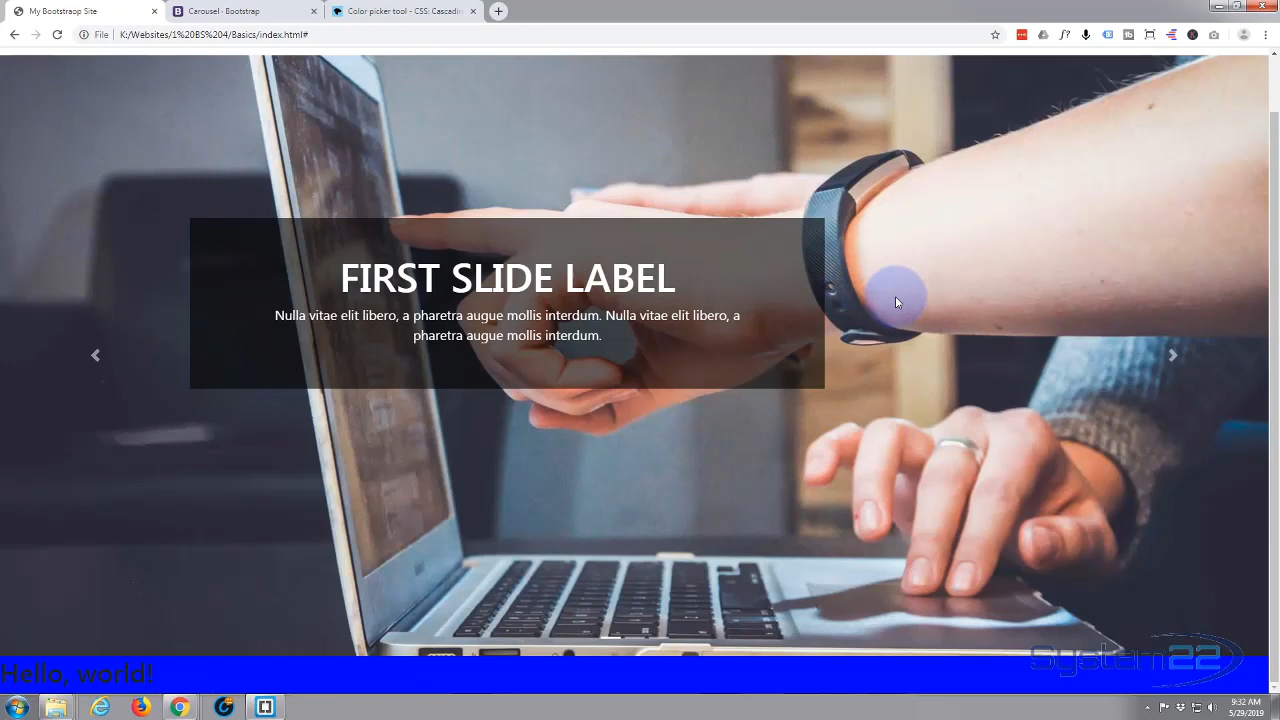 My Bootstraop Site
Carousel · Bootstrap
Color picker tool - CSS: Cascadin
File
K:/Websites/1%20BS%204/Basics/index.html#
FIRST SLIDE LABEL
Nulla vitae elit libero, a pharetra augue mollis interdum. Nulla vitae elit libero, a
pharetra augue mollis interdum.
Hello, world!
System22
9:32 AM
5/29/2019